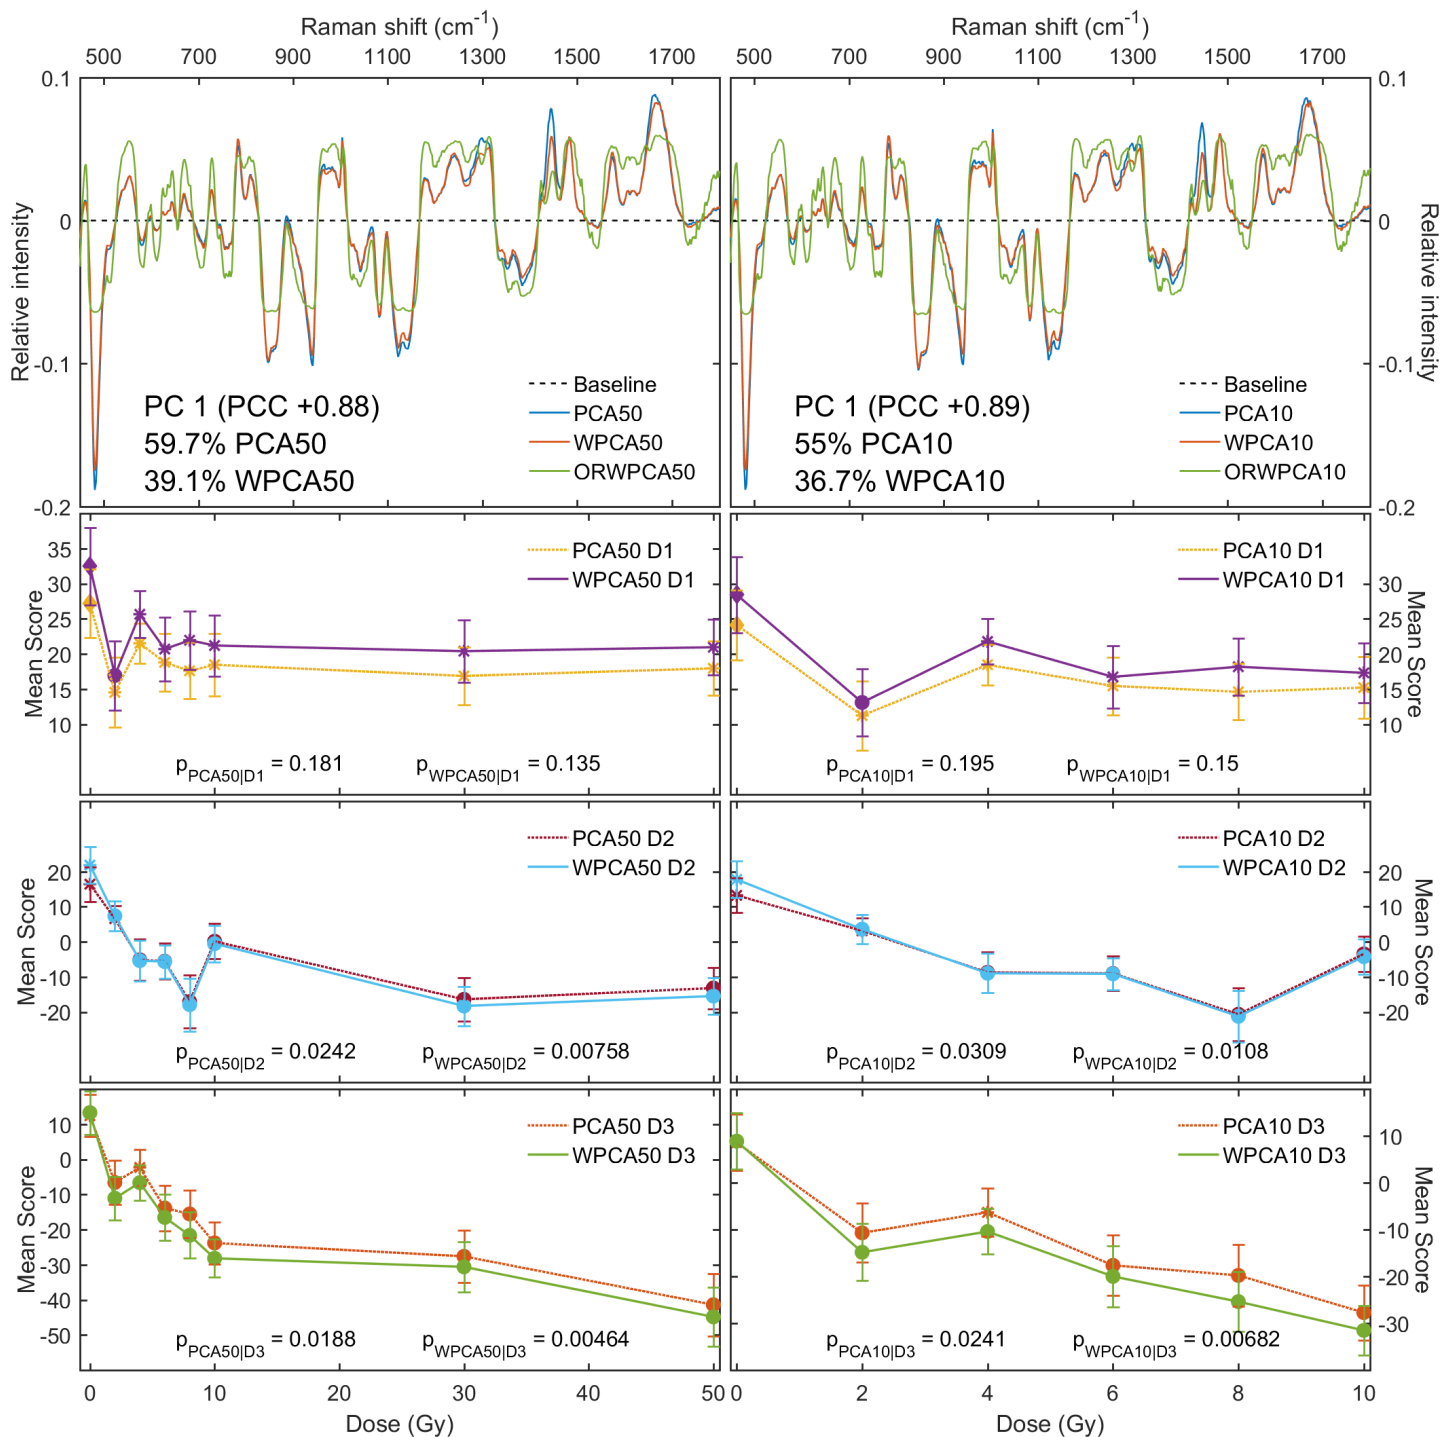 Raman shift (cm-1)
500 700 900 1100 1300 1500 1700
0.1
0
-0.1
-0.2
Relative intensity
PC 1 (PCC +0.88)
59.7% PCA50
39.1% WPCA50
Baseline
PCA50
WPCA50
ORWPCA50
Raman shift (cm-1)
500 700 900 1100 1300 1500 1700
0.1
0
-0.1
-0.2
Relative intensity
PC 1 (PCC +0.89)
55% PCA10
36.7% WPCA10
Baseline
PCA10
WPCA10
ORWPCA10
35
30
25
20
15
10
Mean Score
PCA50 D1
WPCA50 D1
pPCA50|D1 = 0.181 pWPCA50|D1 = 0.135
PCA10 D1
WPCA10 D1
pPCA10|D1 = 0.195 pWPCA10|D1 = 0.15
30
25
20
15
10
Mean Score
20
10
0
-10
-20
Mean Score
PCA50 D2
WPCA50 D2
pPCA50|D2 = 0.0242 pWPCA50|D2 = 0.00758
PCA10 D2
WPCA10 D2
pPCA10|D2 = 0.0309 pWPCA10|D2 = 0.0108
20
10
0
-10
-20
Mean Score
10
0
-10
-20
-30
-40
-50
Mean Score
PCA50 D3
WPCA50 D3
pPCA50|D3 = 0.0188 pWPCA50|D3 = 0.00464
0 10 20 30 40 50
Dose (Gy)
PCA10 D3
WPCA10 D3
pPCA10|D3 = 0.0241 pWPCA10|D3 = 0.00682
10
0
-10
-20
-30
Mean Score
0 2 4 6 8 10
Dose (Gy)